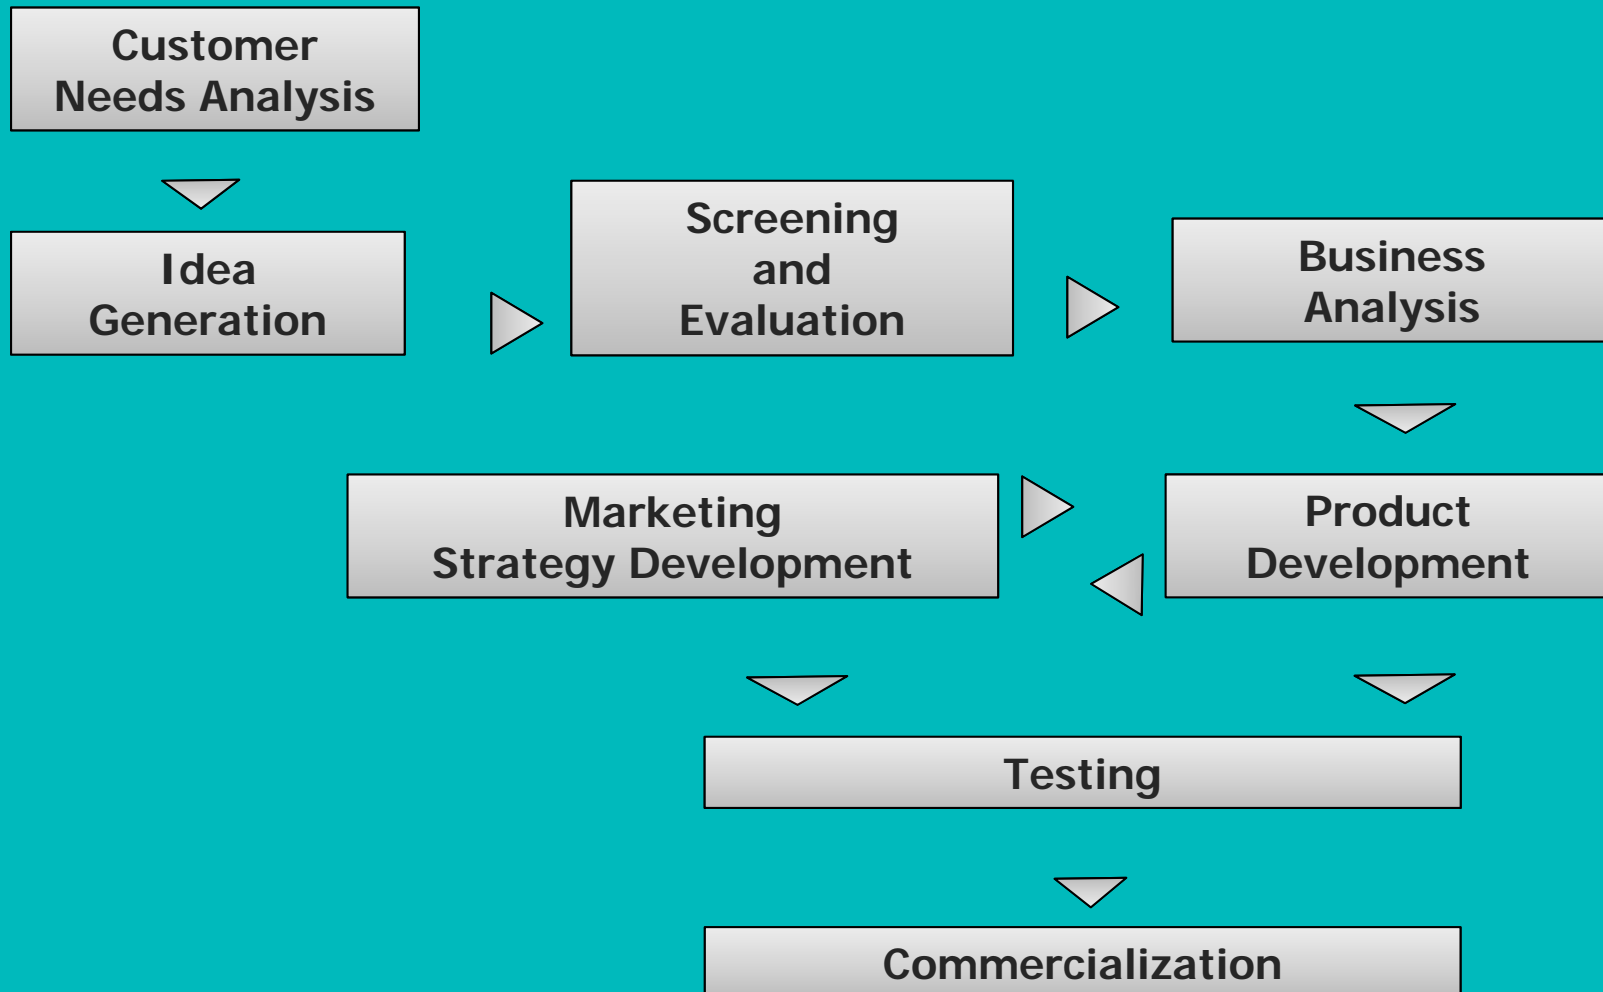 Customer
Needs Analysis
Idea
Generation
Screening
and
Evaluation
Business
Analysis
Marketing
Strategy Development
Product
Development
Testing
Commercialization